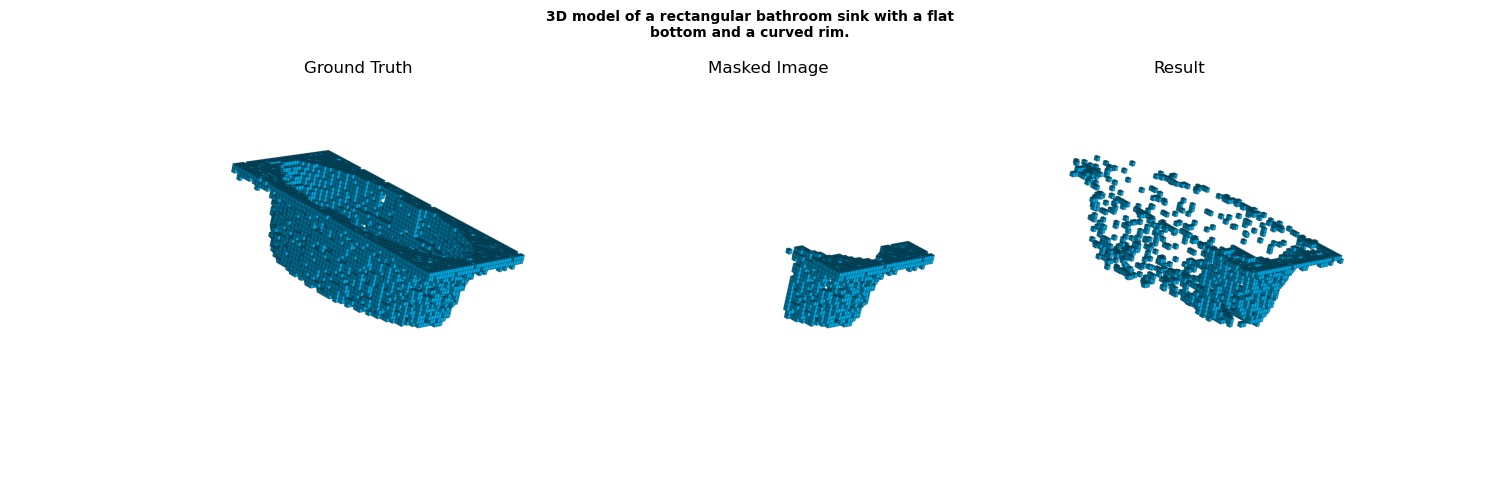 3D model of a rectangular bathroom sink with a flat
bottom and a curved rim.
Ground Truth
Masked Image
Result